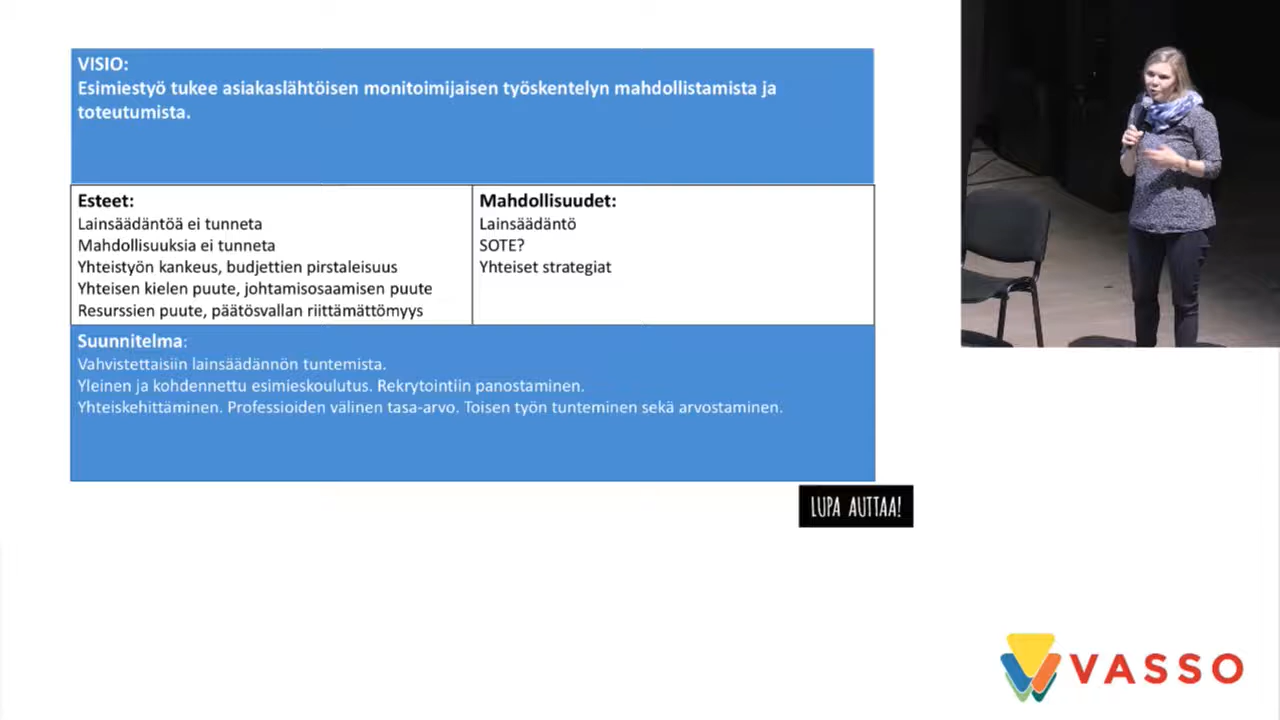 VISIO:
Esimiestyö tukee asiakaslähtöisen monitoimijaisen työskentelyn mahdollistamista ja
toteutumista.
Esteet:
Lainsäädäntöä ei tunneta
Mahdollisuuksia ei tunneta
Yhteistyön kankeus, budjettien pirstaleisuus
Yhteisen kielen puute, johtamisosaamisen puute
Resurssien puute, päätösvallan riittämättömyys
Mahdollisuudet:
Lainsäädäntö
SOTE?
Yhteiset strategiat
Suunnitelma:
Vahvistettaisiin lainsäädännön tuntemista.
Yleinen ja kohdennettu esimieskoulutus. Rekrytointiin panostaminen.
Yhteiskehittäminen. Professioiden välinen tasa-arvo. Toisen työn tunteminen sekä arvostaminen.
LUPA AUTTAA!
VASSO